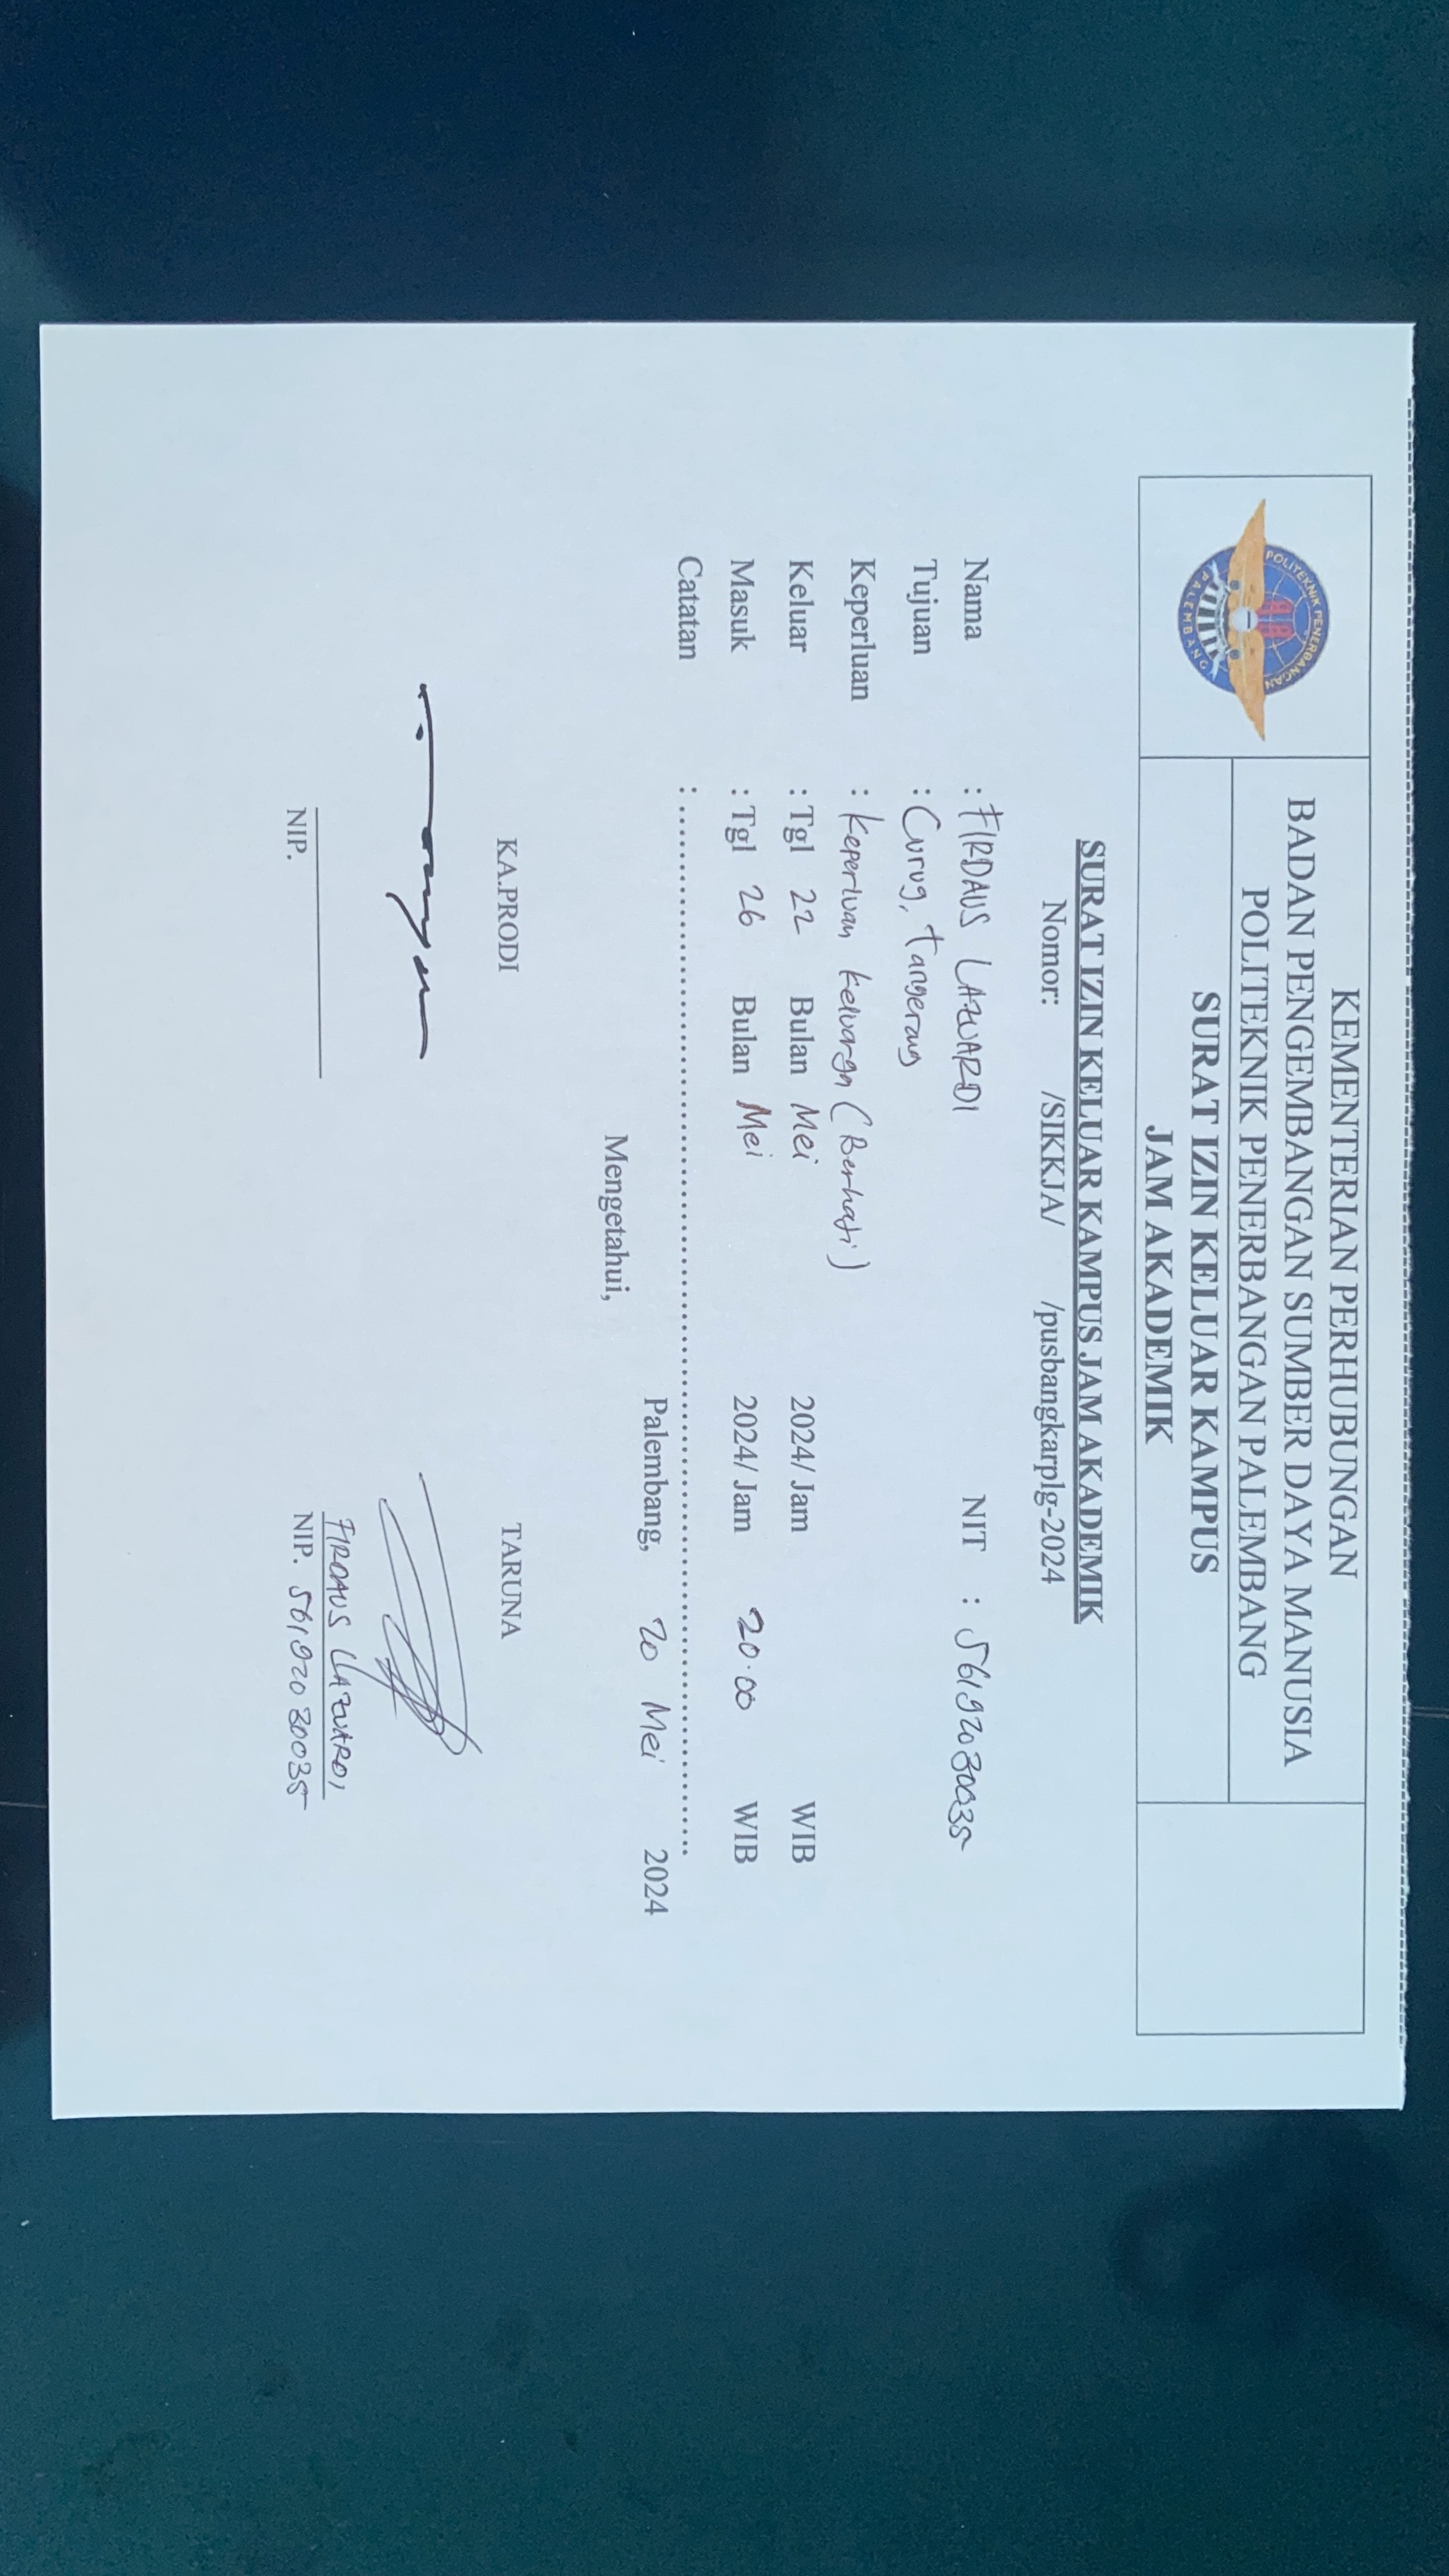 POLITEKNIK PENERBANGAN
PALEMBANG
KEMENTERIAN PERHUBUNGAN
BADAN PENGEMBANGAN SUMBER DAYA MANUSIA
POLITEKNIK PENERBANGAN PALEMBANG
SURAT IZIN KELUAR KAMPUS
JAM AKADEMIK
SURAT IZIN KELUAR KAMPUS JAM AKADEMIK
Nomor: /SIKKJA/ /pusbangkarplg-2024
Nama : FIRDAUS LAZUARDI NIT : 56192030035
Tujuan : Curug, Tangerang
Keperluan : Keperluan keluarga (Berhaji)
Keluar : Tgl 22 Bulan Mei 2024/ Jam WIB
Masuk : Tgl 26 Bulan Mei 2024/ Jam 20.00 WIB
Catatan : ........................................
Palembang, 20 Mei 2024
Mengetahui,
KA.PRODI TARUNA
FIRDAUS LAZUARDI
NIP. NIP. 56192030035